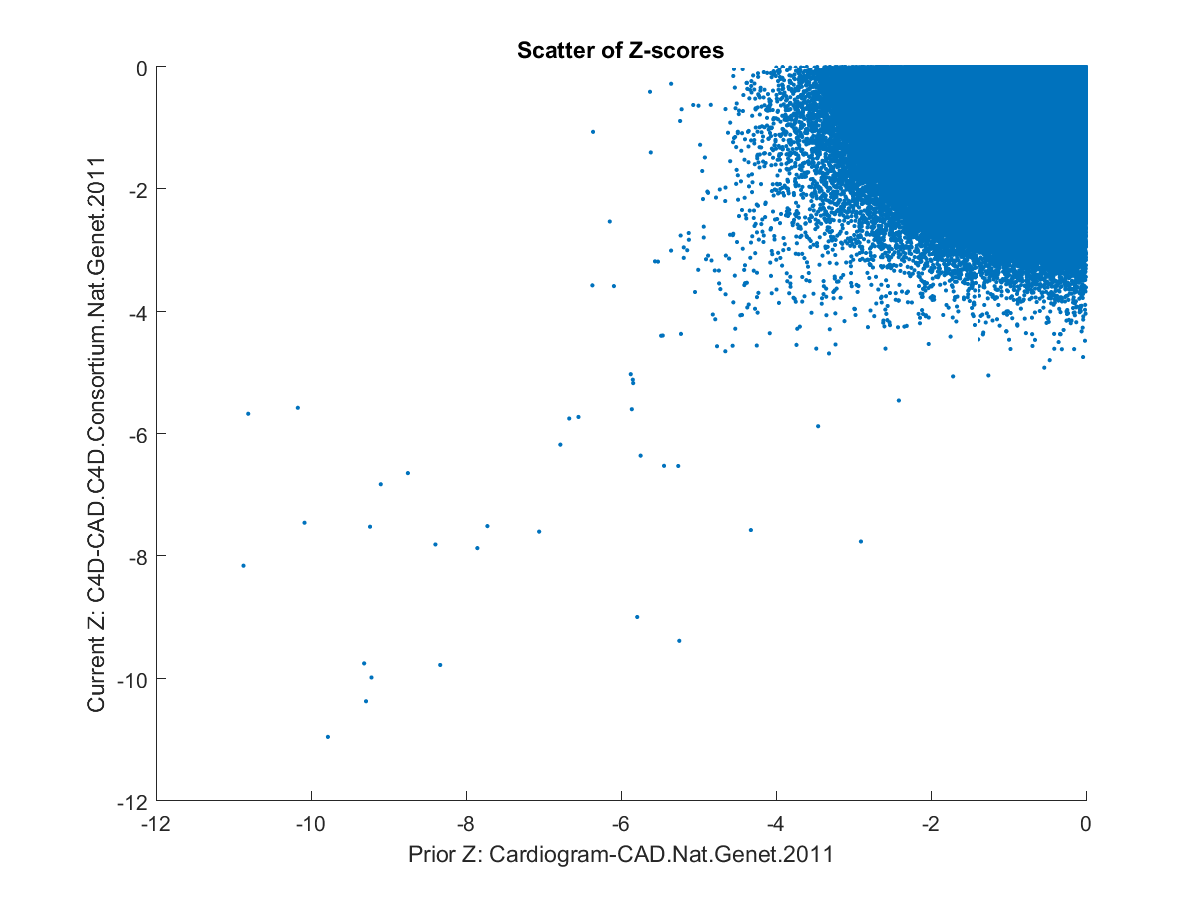 Scatter of Z-scores
0
-2
-4
-6
-8
-10
-12
Current Z: C4D-CAD.C4D.Consortium.Nat.Genet.2011
-12 -10 -8 -6 -4 -2 0
Prior Z: Cardiogram-CAD.Nat.Genet.2011